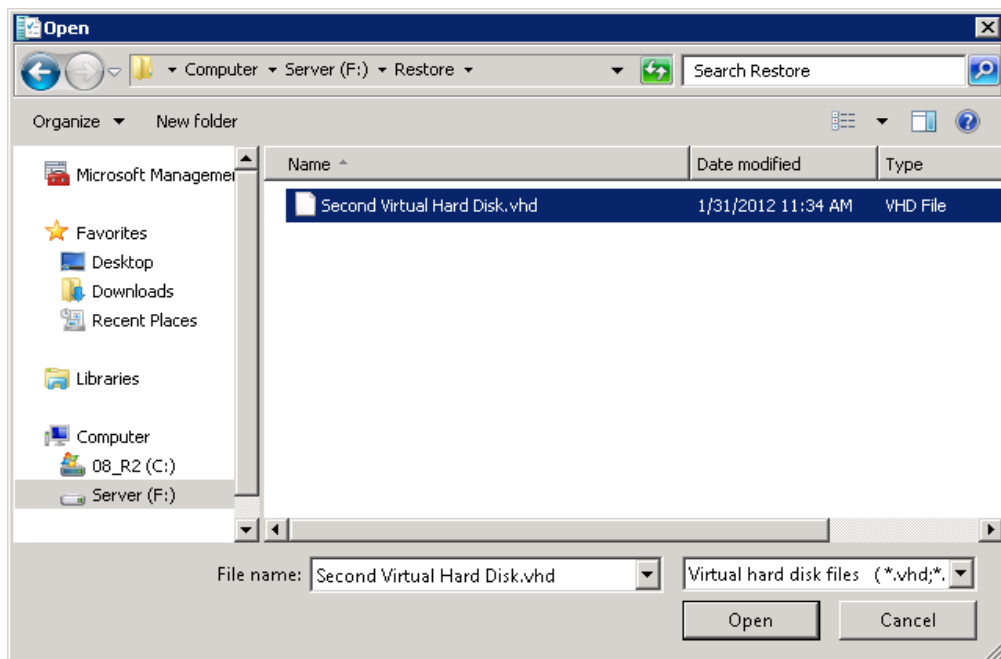 Open
Computer Server (F:) Restore Search Restore
Organize New folder
Name Date modified Type
Second Virtual Hard Disk.vhd 1/31/2012 11:34 AM VHD File
Microsoft Managemen
Favorites
Desktop
Downloads
Recent Places
Libraries
Computer
08_R2 (C:)
Server (F:)
File name: Second Virtual Hard Disk.vhd Virtual hard disk files (*.vhd;*.
Open Cancel